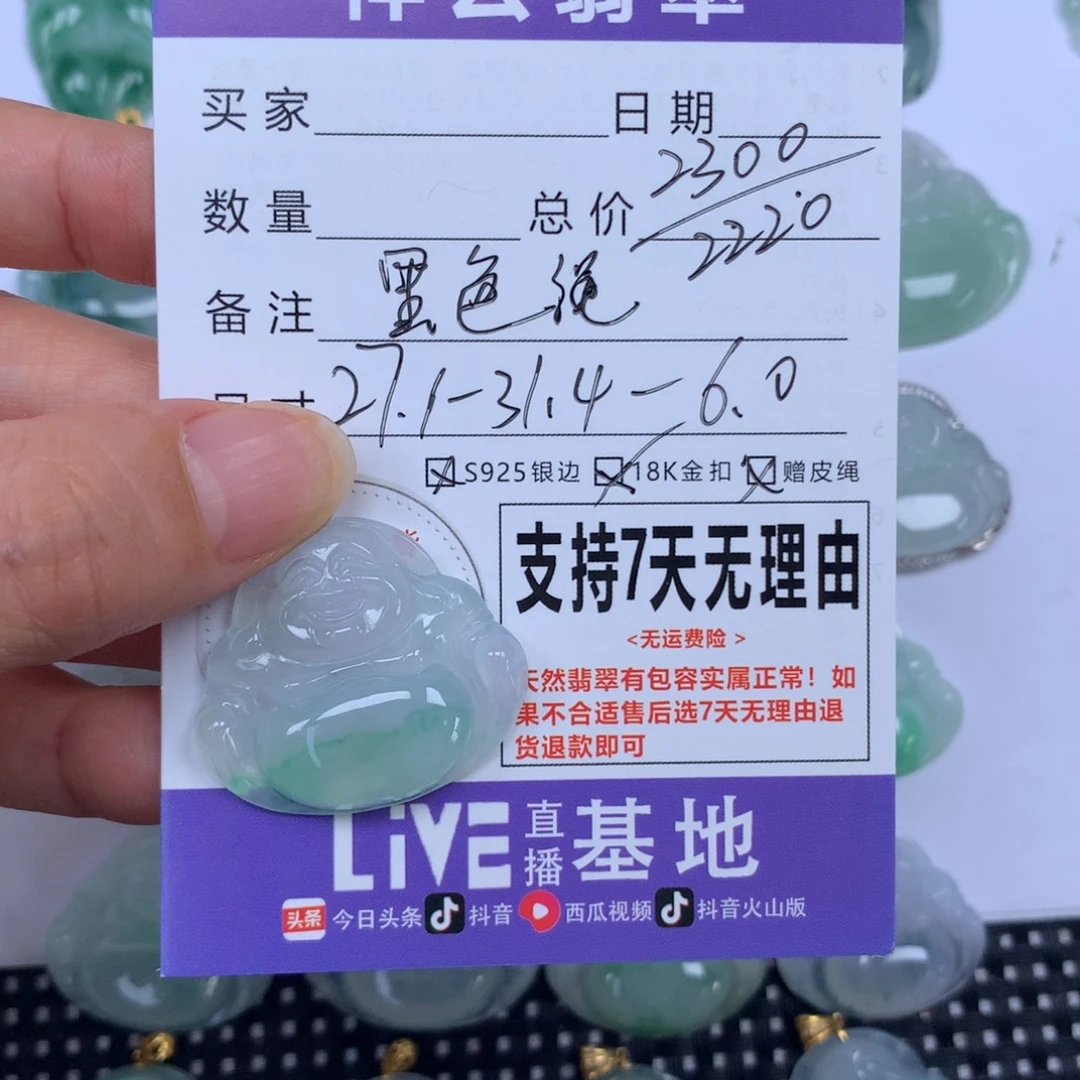 翡翠
买家 日期
2300
数量 总价
2220
备注 黑色绳
尺寸 27.1-31.4-6.0
S925银边 18K金扣 赠皮绳
支持7天无理由
<无运费险 >
天然翡翠有包容实属正常！如
果不合适售后选7天无理由退
货退款即可
LiVE 直播 基地
头条 今日头条 抖音 西瓜视频 抖音火山版